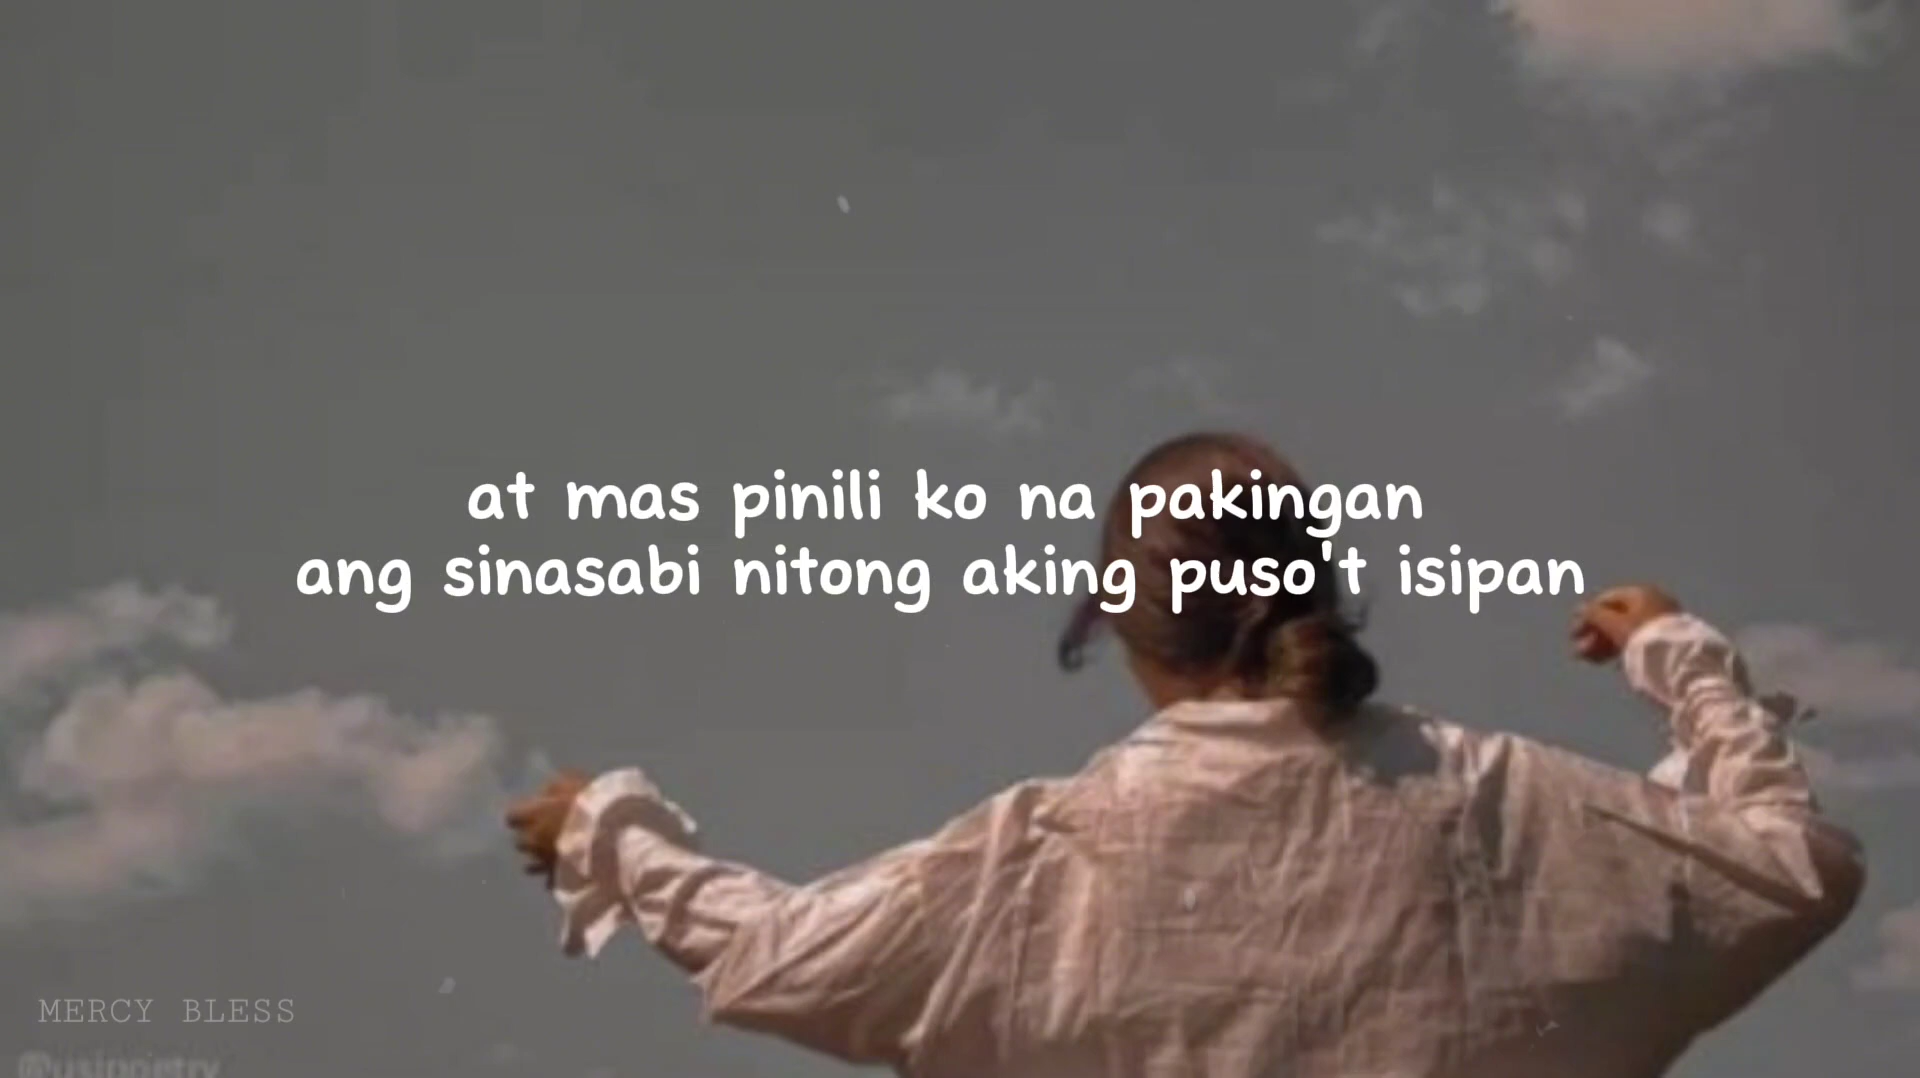 at mas pinili ko na pakingan
ang sinasabi nitong aking puso't isipan
MERCY BLESS